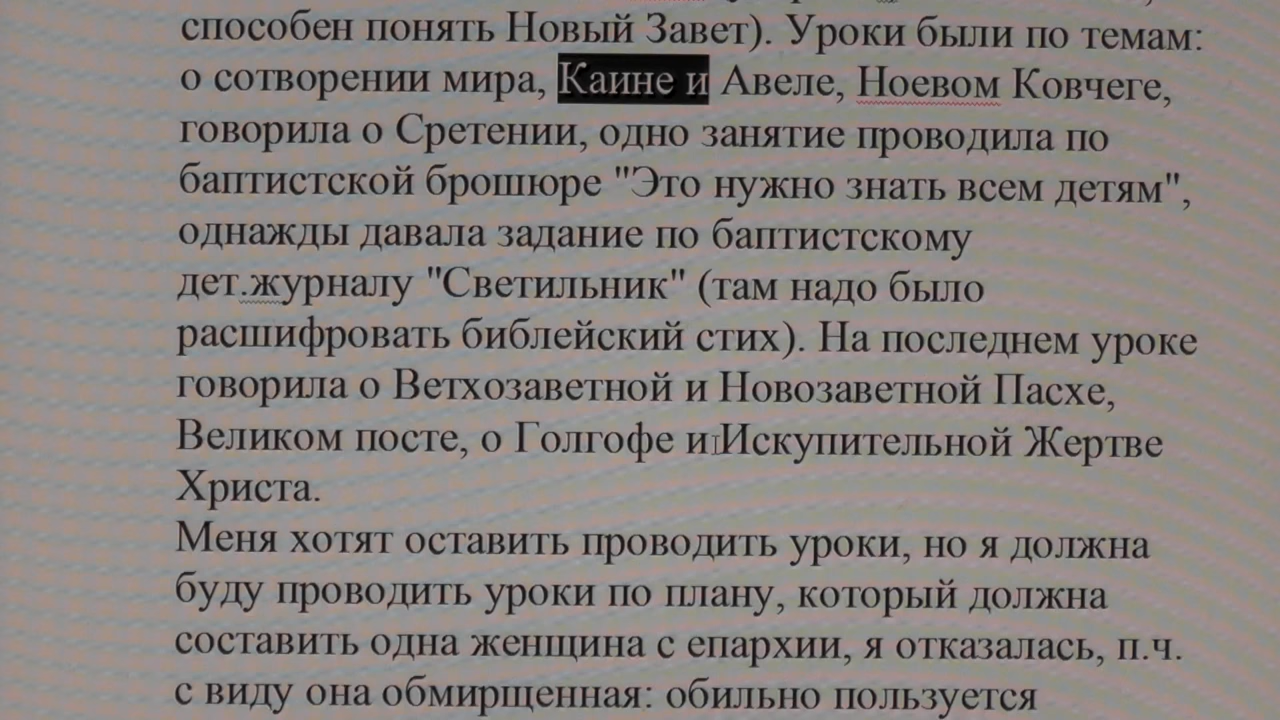 способен понять Новый Завет). Уроки были по темам:
о сотворении мира, Каине и Авеле, Ноевом Ковчеге,
говорила о Сретении, одно занятие проводила по
баптистской брошюре "Это нужно знать всем детям",
однажды давала задание по баптистскому
дет.журналу "Светильник" (там надо было
расшифровать библейский стих). На последнем уроке
говорила о Ветхозаветной и Новозаветной Пасхе,
Великом посте, о Голгофе и Искупительной Жертве
Христа.
Меня хотят оставить проводить уроки, но я должна
буду проводить уроки по плану, который должна
составить одна женщина с епархии, я отказалась, п.ч.
с виду она обмирщенная: обильно пользуется